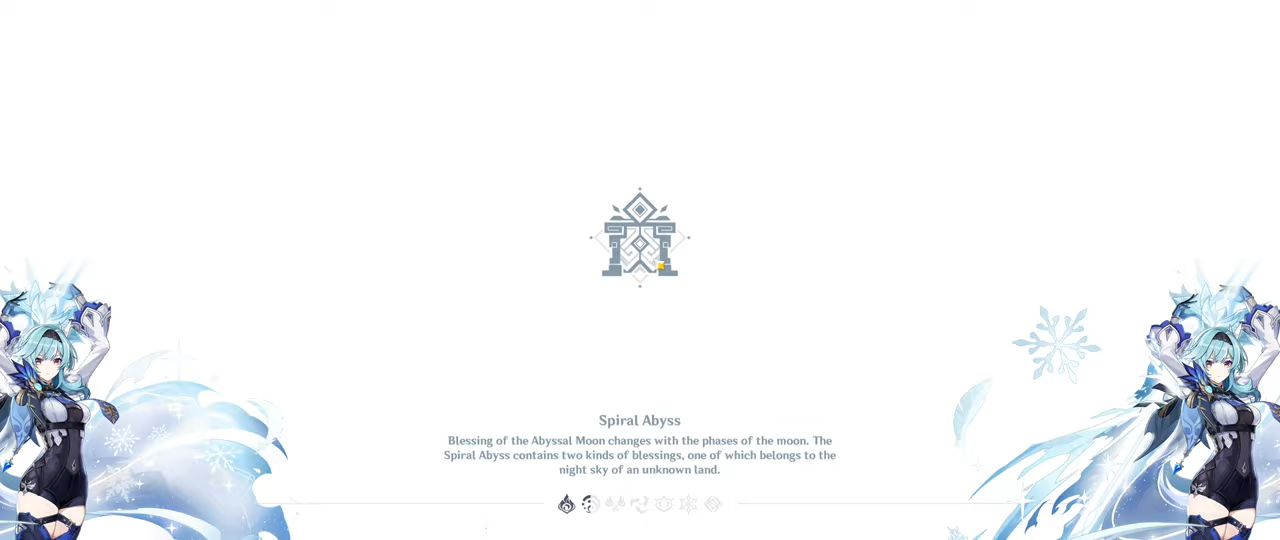 Spiral Abyss
Blessing of the Abyssal Moon changes with the phases of the moon. The
Spiral Abyss contains two kinds of blessings, one of which belongs to the
night sky of an unknown land.